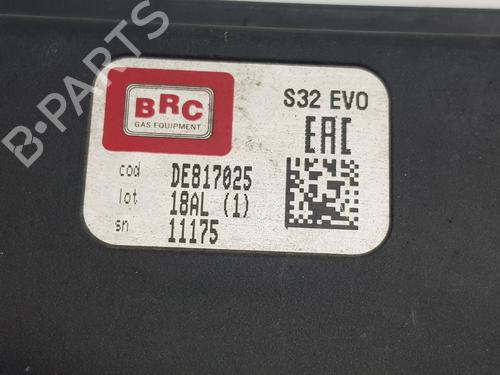 BRC
GAS EQUIPMENT
S32 EVO
EAC
cod DE817025
lot 18AL (1)
sn 11175
B-PARTS